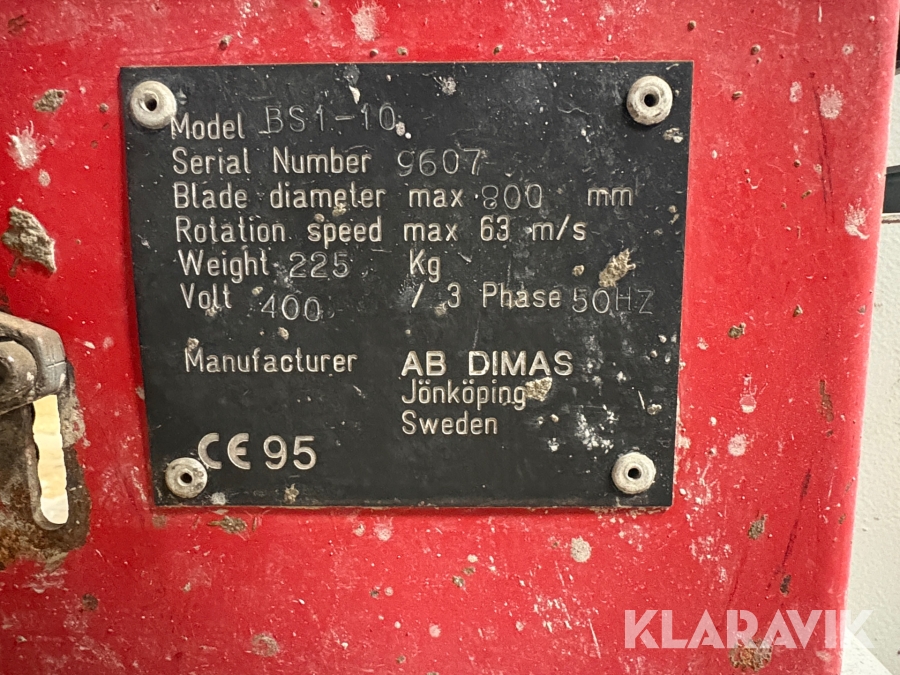 Model BS1-10
Serial Number 9607
Blade diameter max 800 mm
Rotation speed max 63 m/s
Weight 225 Kg
Volt 400 / 3 Phase 50HZ
Manufacturer AB DIMAS
Jönköping
Sweden
CE 95
KLARAVIK